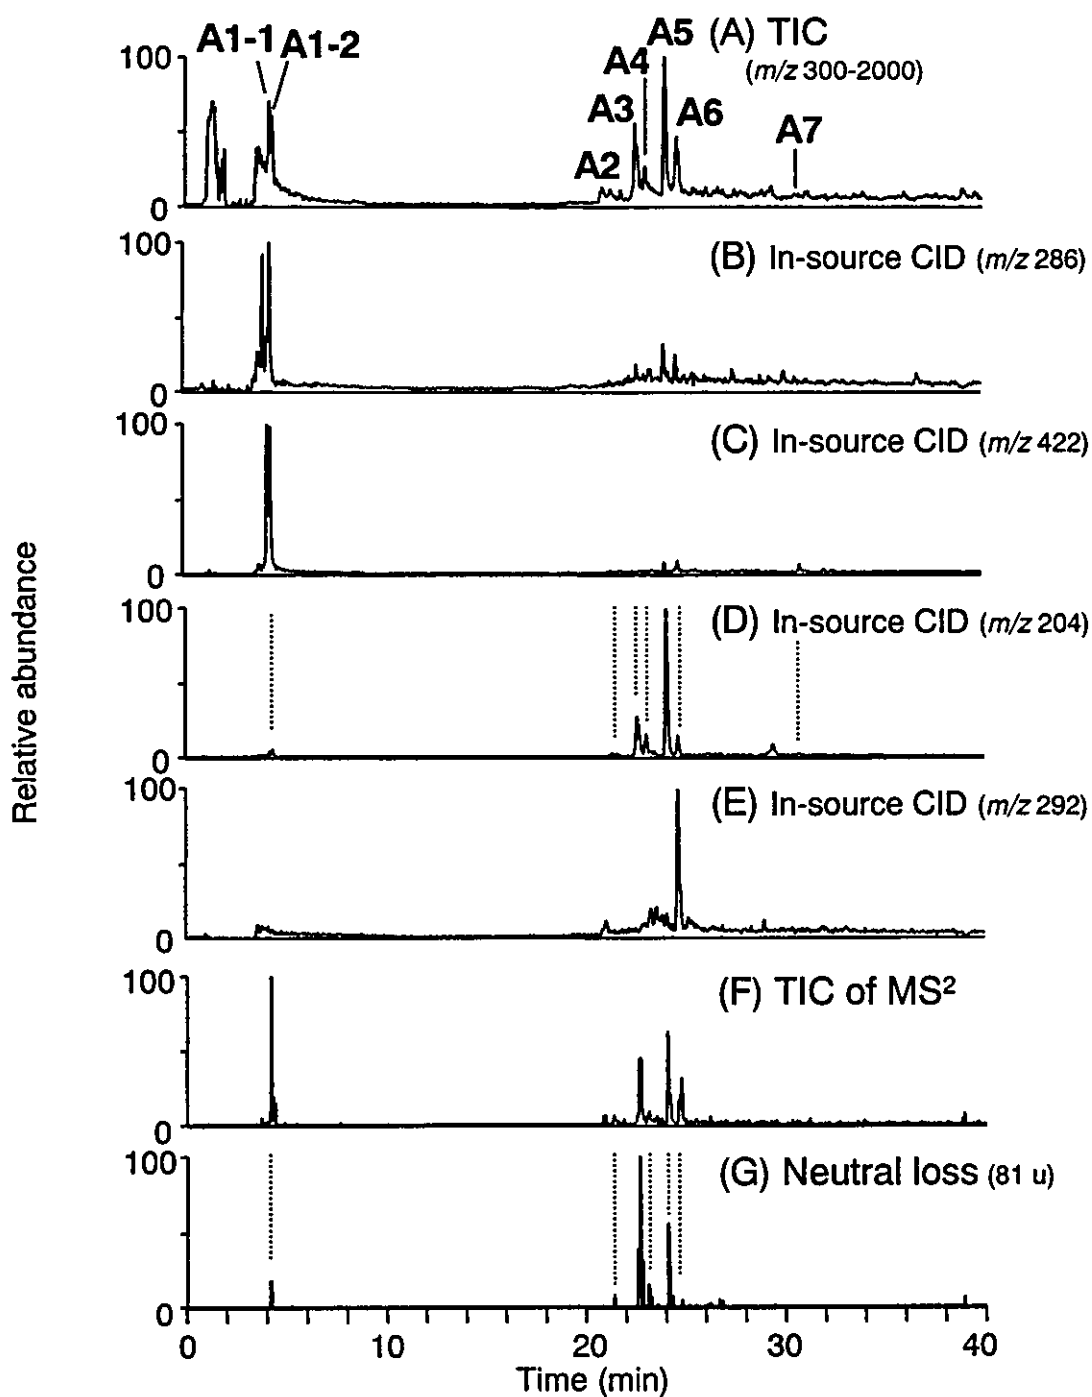 A1-1 A1-2 A5 (A) TIC
A4 (m/z 300-2000)
A3 A6 A7
A2
100
0
(B) In-source CID (m/z 286)
100
0
(C) In-source CID (m/z 422)
100
0
(D) In-source CID (m/z 204)
100
0
(E) In-source CID (m/z 292)
100
0
(F) TIC of MS²
100
0
(G) Neutral loss (81 u)
100
0
0 10 20 30 40
Time (min)
Relative abundance